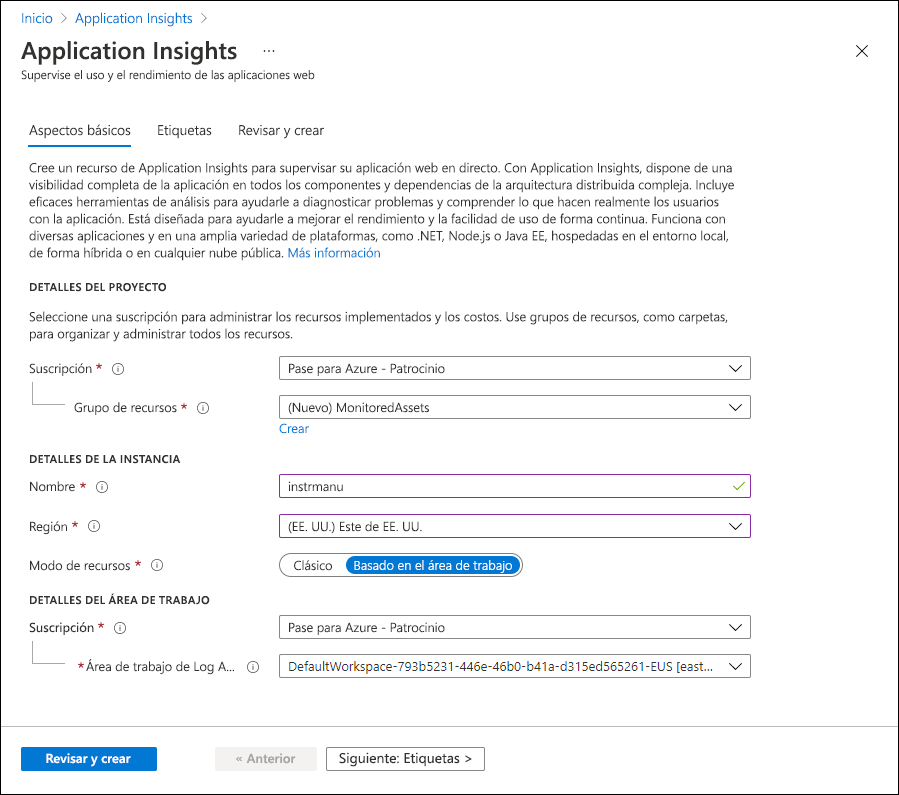 Inicio > Application Insights >
Application Insights ...
Supervise el uso y el rendimiento de las aplicaciones web
Aspectos básicos Etiquetas Revisar y crear
Cree un recurso de Application Insights para supervisar su aplicación web en directo. Con Application Insights, dispone de una
visibilidad completa de la aplicación en todos los componentes y dependencias de la arquitectura distribuida compleja. Incluye
eficaces herramientas de análisis para ayudarle a diagnosticar problemas y comprender lo que hacen realmente los usuarios
con la aplicación. Está diseñada para ayudarle a mejorar el rendimiento y la facilidad de uso de forma continua. Funciona con
diversas aplicaciones y en una amplia variedad de plataformas, como .NET, Node.js o Java EE, hospedadas en el entorno local,
de forma híbrida o en cualquier nube pública. Más información
DETALLES DEL PROYECTO
Seleccione una suscripción para administrar los recursos implementados y los costos. Use grupos de recursos, como carpetas,
para organizar y administrar todos los recursos.
Suscripción * Pase para Azure - Patrocinio
Grupo de recursos * (Nuevo) MonitoredAssets
Crear
DETALLES DE LA INSTANCIA
Nombre * instrmanu
Región * (EE. UU.) Este de EE. UU.
Modo de recursos * Clásico Basado en el área de trabajo
DETALLES DEL ÁREA DE TRABAJO
Suscripción * Pase para Azure - Patrocinio
*Área de trabajo de Log A... DefaultWorkspace-793b5231-446e-46b0-b41a-d315ed565261-EUS [east...
Revisar y crear « Anterior Siguiente: Etiquetas >